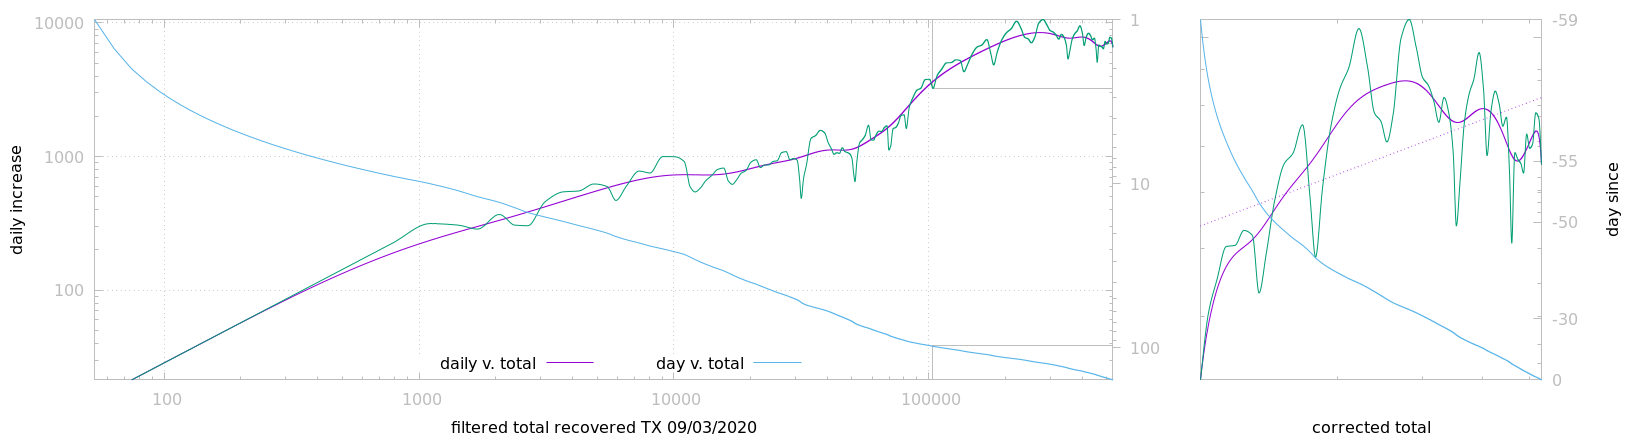 10000
1000
100
daily increase
100
1000
10000
100000
1
10
100
daily v. total
day v. total
filtered total recovered TX 09/03/2020
-59
-55
-50
-30
0
day since
corrected total